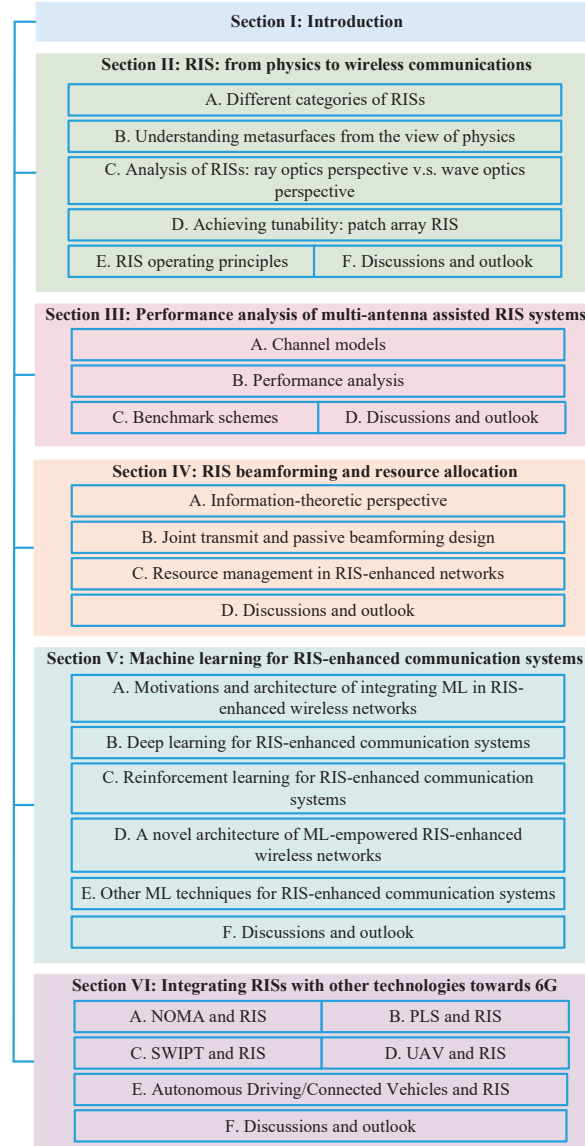 Section I: Introduction
Section II: RIS: from physics to wireless communications
A. Different categories of RISs
B. Understanding metasurfaces from the view of physics
C. Analysis of RISs: ray optics perspective v.s. wave optics
perspective
D. Achieving tunability: patch array RIS
E. RIS operating principles
F. Discussions and outlook
Section III: Performance analysis of multi-antenna assisted RIS systems
A. Channel models
B. Performance analysis
C. Benchmark schemes
D. Discussions and outlook
Section IV: RIS beamforming and resource allocation
A. Information-theoretic perspective
B. Joint transmit and passive beamforming design
C. Resource management in RIS-enhanced networks
D. Discussions and outlook
Section V: Machine learning for RIS-enhanced communication systems
A. Motivations and architecture of integrating ML in RIS-
enhanced wireless networks
B. Deep learning for RIS-enhanced communication systems
C. Reinforcement learning for RIS-enhanced communication
systems
D. A novel architecture of ML-empowered RIS-enhanced
wireless networks
E. Other ML techniques for RIS-enhanced communication systems
F. Discussions and outlook
Section VI: Integrating RISs with other technologies towards 6G
A. NOMA and RIS
B. PLS and RIS
C. SWIPT and RIS
D. UAV and RIS
E. Autonomous Driving/Connected Vehicles and RIS
F. Discussions and outlook